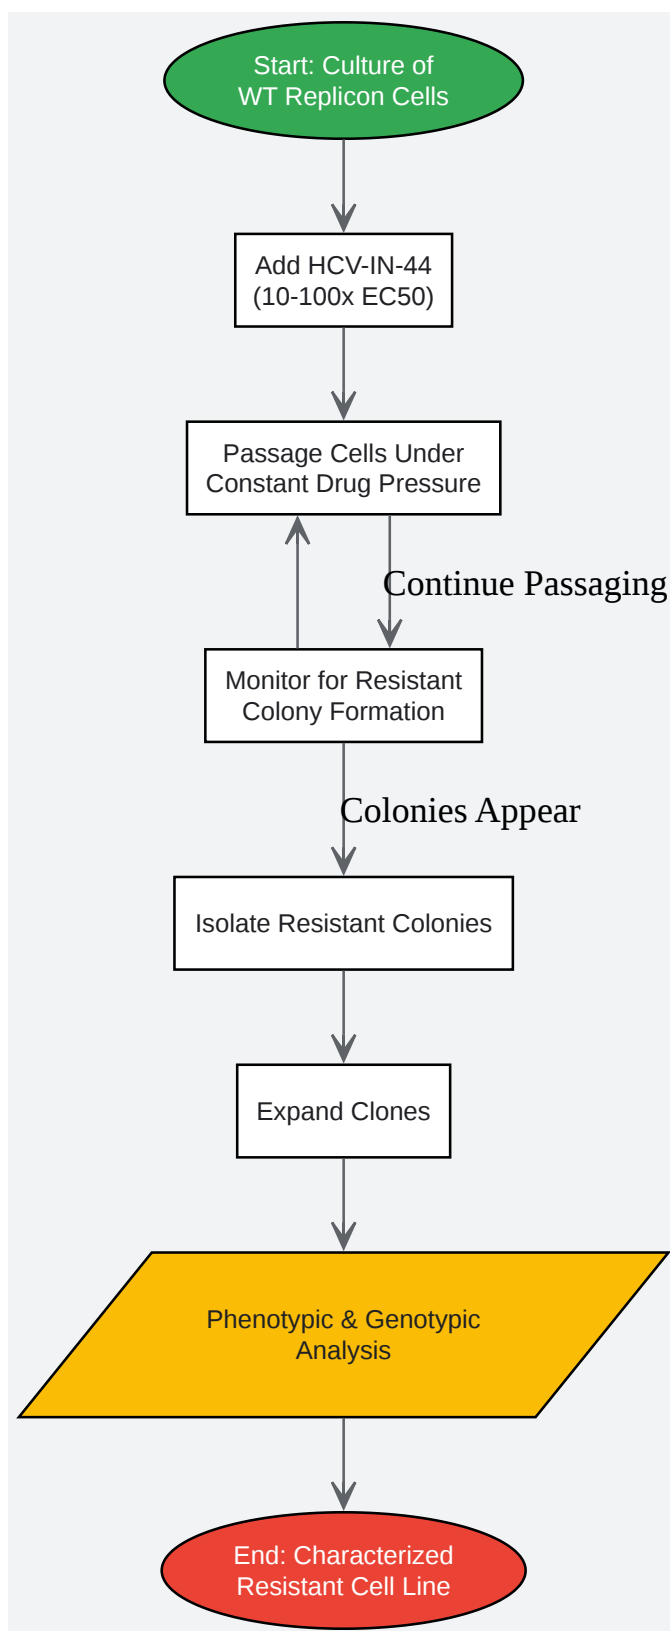 Start: Culture of
WT Replicon Cells
Add HCV-IN-44
(10-100x EC50)
Passage Cells Under
Constant Drug Pressure
Continue Passaging
Monitor for Resistant
Colony Formation
Colonies Appear
Isolate Resistant Colonies
Expand Clones
Phenotypic & Genotypic
Analysis
End: Characterized
Resistant Cell Line